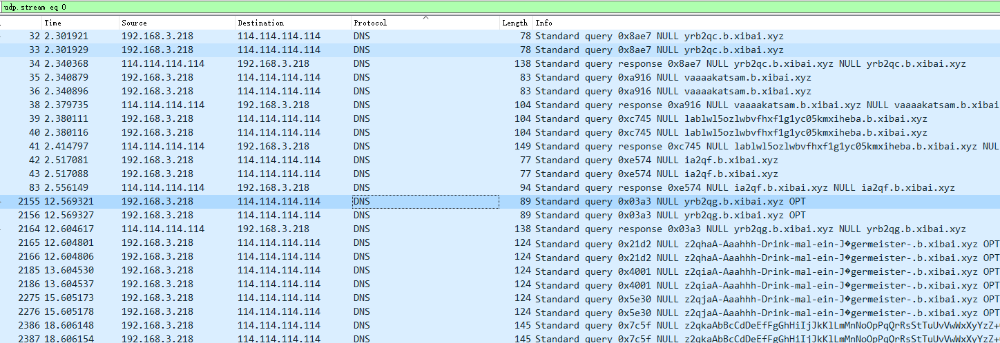 udp.stream eq 0
Time Source Destination Protocol Length Info
32 2.301921 192.168.3.218 114.114.114.114 DNS 78 Standard query 0x8ae7 NULL yrb2qc.b.xibai.xyz
33 2.301929 192.168.3.218 114.114.114.114 DNS 78 Standard query 0x8ae7 NULL yrb2qc.b.xibai.xyz
34 2.340368 114.114.114.114 192.168.3.218 DNS 138 Standard query response 0x8ae7 NULL yrb2qc.b.xibai.xyz NULL yrb2qc.b.xibai.xyz
35 2.340879 192.168.3.218 114.114.114.114 DNS 83 Standard query 0xa916 NULL vaaaakatsam.b.xibai.xyz
36 2.340896 192.168.3.218 114.114.114.114 DNS 83 Standard query 0xa916 NULL vaaaakatsam.b.xibai.xyz
38 2.379735 114.114.114.114 192.168.3.218 DNS 104 Standard query response 0xa916 NULL vaaaakatsam.b.xibai.xyz NULL vaaaakatsam.b.xibai
39 2.380111 192.168.3.218 114.114.114.114 DNS 104 Standard query 0xc745 NULL lablwl5ozlwbvfhxf1g1yc05kmxiheba.b.xibai.xyz
40 2.380116 192.168.3.218 114.114.114.114 DNS 104 Standard query 0xc745 NULL lablwl5ozlwbvfhxf1g1yc05kmxiheba.b.xibai.xyz
41 2.414797 114.114.114.114 192.168.3.218 DNS 149 Standard query response 0xc745 NULL lablwl5ozlwbvfhxf1g1yc05kmxiheba.b.xibai.xyz NUL
42 2.517081 192.168.3.218 114.114.114.114 DNS 77 Standard query 0xe574 NULL ia2qf.b.xibai.xyz
43 2.517088 192.168.3.218 114.114.114.114 DNS 77 Standard query 0xe574 NULL ia2qf.b.xibai.xyz
83 2.556149 114.114.114.114 192.168.3.218 DNS 94 Standard query response 0xe574 NULL ia2qf.b.xibai.xyz NULL ia2qf.b.xibai.xyz
2155 12.569321 192.168.3.218 114.114.114.114 DNS 89 Standard query 0x03a3 NULL yrb2qg.b.xibai.xyz OPT
2156 12.569327 192.168.3.218 114.114.114.114 DNS 89 Standard query 0x03a3 NULL yrb2qg.b.xibai.xyz OPT
2164 12.604617 114.114.114.114 192.168.3.218 DNS 138 Standard query response 0x03a3 NULL yrb2qg.b.xibai.xyz NULL yrb2qg.b.xibai.xyz
2165 12.604801 192.168.3.218 114.114.114.114 DNS 124 Standard query 0x21d2 NULL z2qhaA-Aaahhh-Drink-mal-ein-J�germeister-.b.xibai.xyz OPT
2166 12.604806 192.168.3.218 114.114.114.114 DNS 124 Standard query 0x21d2 NULL z2qhaA-Aaahhh-Drink-mal-ein-J�germeister-.b.xibai.xyz OPT
2185 13.604530 192.168.3.218 114.114.114.114 DNS 124 Standard query 0x4001 NULL z2qiaA-Aaahhh-Drink-mal-ein-J�germeister-.b.xibai.xyz OPT
2186 13.604537 192.168.3.218 114.114.114.114 DNS 124 Standard query 0x4001 NULL z2qiaA-Aaahhh-Drink-mal-ein-J�germeister-.b.xibai.xyz OPT
2275 15.605173 192.168.3.218 114.114.114.114 DNS 124 Standard query 0x5e30 NULL z2qjaA-Aaahhh-Drink-mal-ein-J�germeister-.b.xibai.xyz OPT
2276 15.605178 192.168.3.218 114.114.114.114 DNS 124 Standard query 0x5e30 NULL z2qjaA-Aaahhh-Drink-mal-ein-J�germeister-.b.xibai.xyz OPT
2386 18.606148 192.168.3.218 114.114.114.114 DNS 145 Standard query 0x7c5f NULL z2qkaAbBcCdDeEfFgGhHiIjJkKlLmMnNoOpPqQrRsStTuUvVwWxXyYzZ+
2387 18.606154 192.168.3.218 114.114.114.114 DNS 145 Standard query 0x7c5f NULL z2qkaAbBcCdDeEfFgGhHiIjJkKlLmMnNoOpPqQrRsStTuUvVwWxXyYzZ+